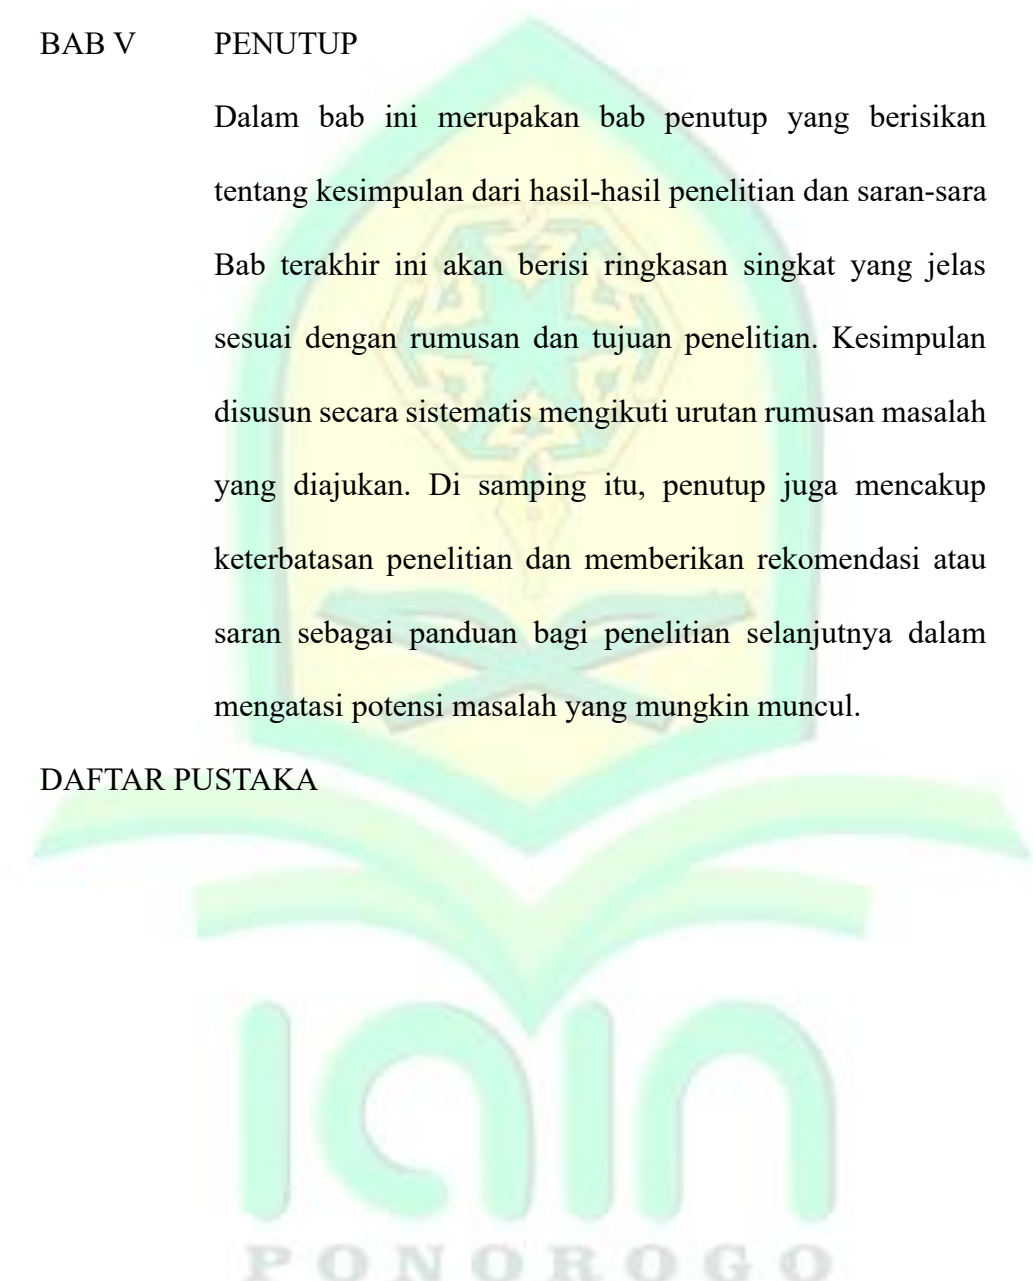 BAB V PENUTUP
Dalam bab ini merupakan bab penutup yang berisikan
tentang kesimpulan dari hasil-hasil penelitian dan saran-sara
Bab terakhir ini akan berisi ringkasan singkat yang jelas
sesuai dengan rumusan dan tujuan penelitian. Kesimpulan
disusun secara sistematis mengikuti urutan rumusan masalah
yang diajukan. Di samping itu, penutup juga mencakup
keterbatasan penelitian dan memberikan rekomendasi atau
saran sebagai panduan bagi penelitian selanjutnya dalam
mengatasi potensi masalah yang mungkin muncul.
DAFTAR PUSTAKA
iain
PONOROGO